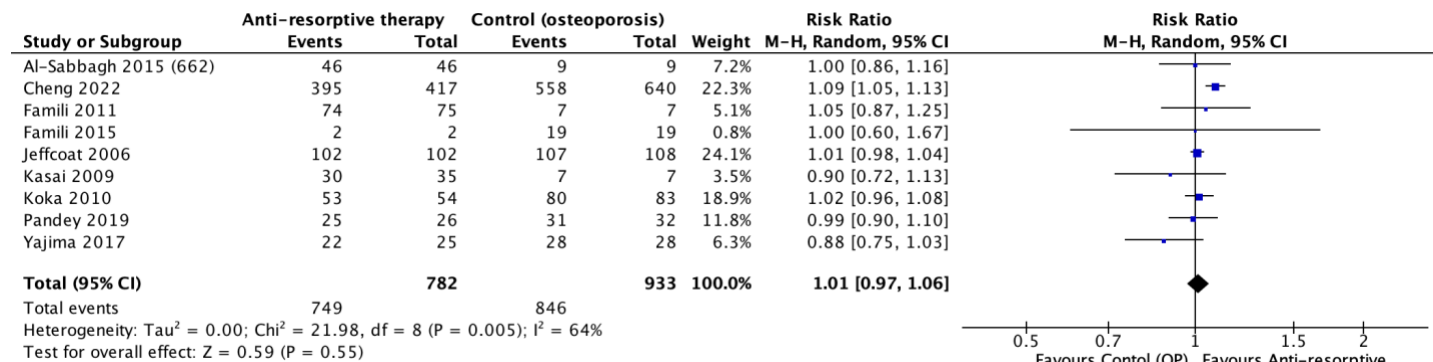 Anti-resorptive therapy Control (osteoporosis) Risk Ratio Risk Ratio
Study or Subgroup Events Total Events Total Weight M-H, Random, 95% CI M-H, Random, 95% CI
Al-Sabbagh 2015 (662) 46 46 9 9 7.2% 1.00 [0.86, 1.16]
Cheng 2022 395 417 558 640 22.3% 1.09 [1.05, 1.13]
Famili 2011 74 75 7 7 5.1% 1.05 [0.87, 1.25]
Famili 2015 2 2 19 19 0.8% 1.00 [0.60, 1.67]
Jeffcoat 2006 102 102 107 108 24.1% 1.01 [0.98, 1.04]
Kasai 2009 30 35 7 7 3.5% 0.90 [0.72, 1.13]
Koka 2010 53 54 80 83 18.9% 1.02 [0.96, 1.08]
Pandey 2019 25 26 31 32 11.8% 0.99 [0.90, 1.10]
Yajima 2017 22 25 28 28 6.3% 0.88 [0.75, 1.03]
Total (95% CI) 782 933 100.0% 1.01 [0.97, 1.06]
Total events 749 846
Heterogeneity: Tau² = 0.00; Chi² = 21.98, df = 8 (P = 0.005); I² = 64%
Test for overall effect: Z = 0.59 (P = 0.55)
0.5 0.7 1 1.5 2
Favours Contol (OP) Favours Anti-resorptive